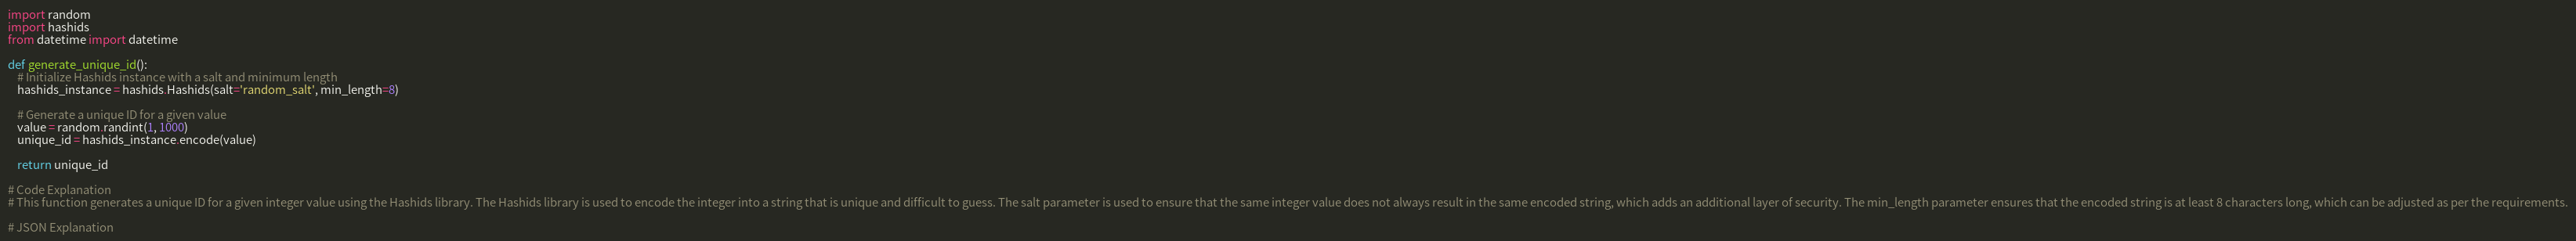 import random
import hashids
from datetime import datetime
def generate_unique_id():
# Initialize Hashids instance with a salt and minimum length
hashids_instance = hashids.Hashids(salt='random_salt', min_length=8)
# Generate a unique ID for a given value
value = random.randint(1, 1000)
unique_id = hashids_instance.encode(value)
return unique_id
# Code Explanation
# This function generates a unique ID for a given integer value using the Hashids library. The Hashids library is used to encode the integer into a string that is unique and difficult to guess. The salt parameter is used to ensure that the same integer value does not always result in the same encoded string, which adds an additional layer of security. The min_length parameter ensures that the encoded string is at least 8 characters long, which can be adjusted as per the requirements.
# JSON Explanation